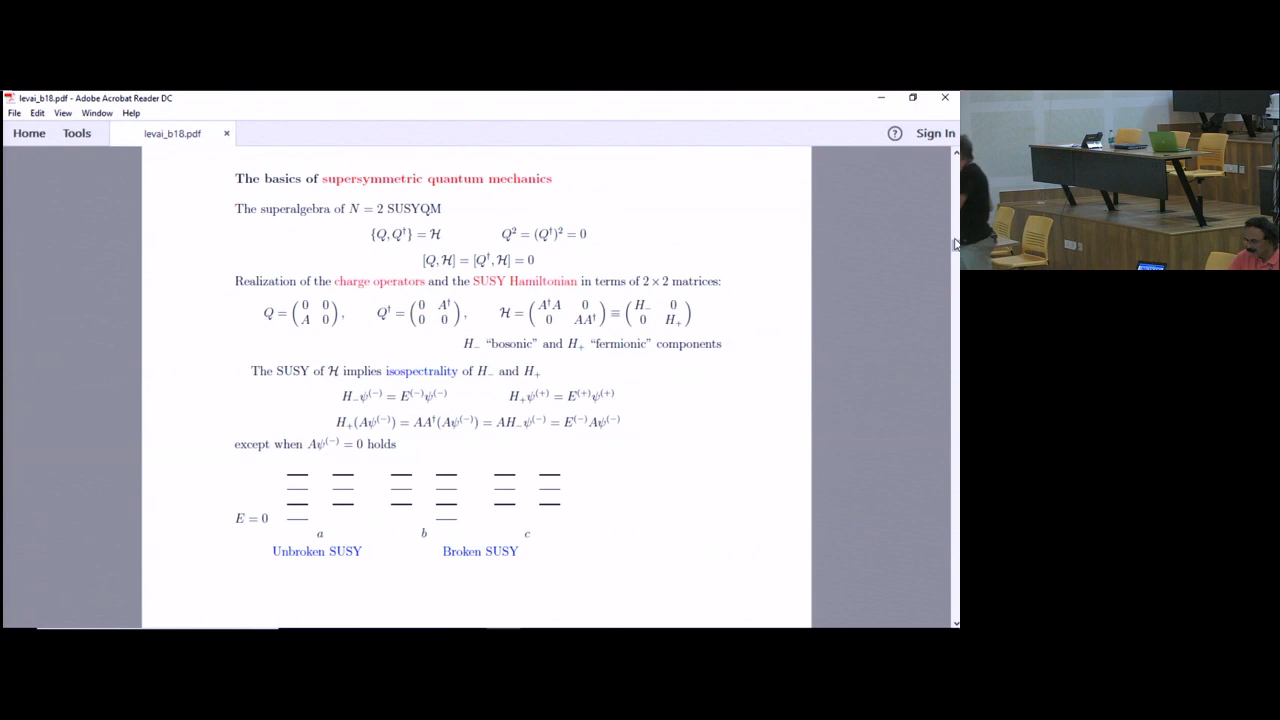 levai_b18.pdf - Adobe Acrobat Reader DC
File Edit View Window Help
Home Tools levai_b18.pdf × ? Sign In
The basics of supersymmetric quantum mechanics
The superalgebra of N = 2 SUSYQM
{Q, Q†} = ℋ Q² = (Q†)² = 0
[Q, ℋ] = [Q†, ℋ] = 0
Realization of the charge operators and the SUSY Hamiltonian in terms of 2 × 2 matrices:
Q = (0 0; A 0), Q† = (0 A†; 0 0), ℋ = (A†A 0; 0 AA†) ≡ (H₋ 0; 0 H₊)
H₋ “bosonic” and H₊ “fermionic” components
The SUSY of ℋ implies isospectrality of H₋ and H₊
H₋ψ⁽⁻⁾ = E⁽⁻⁾ψ⁽⁻⁾ H₊ψ⁽⁺⁾ = E⁽⁺⁾ψ⁽⁺⁾
H₊(Aψ⁽⁻⁾) = AA†(Aψ⁽⁻⁾) = AH₋ψ⁽⁻⁾ = E⁽⁻⁾Aψ⁽⁻⁾
except when Aψ⁽⁻⁾ = 0 holds
E = 0
a b c
Unbroken SUSY Broken SUSY